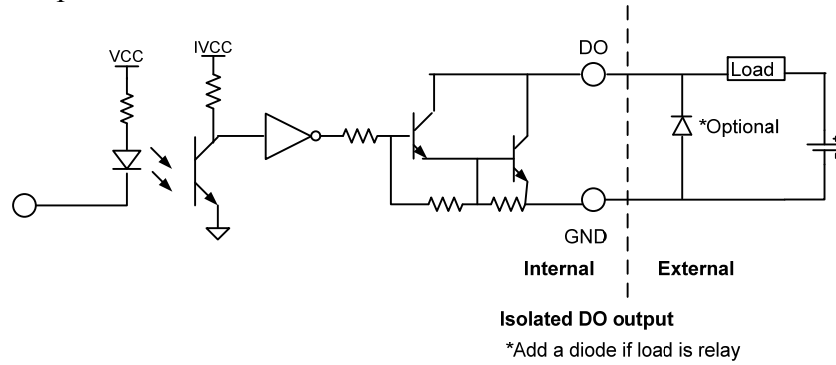 DO
VCC
IVCC
Load
*Optional
+
-
GND
Internal
External
Isolated DO output
*Add a diode if load is relay